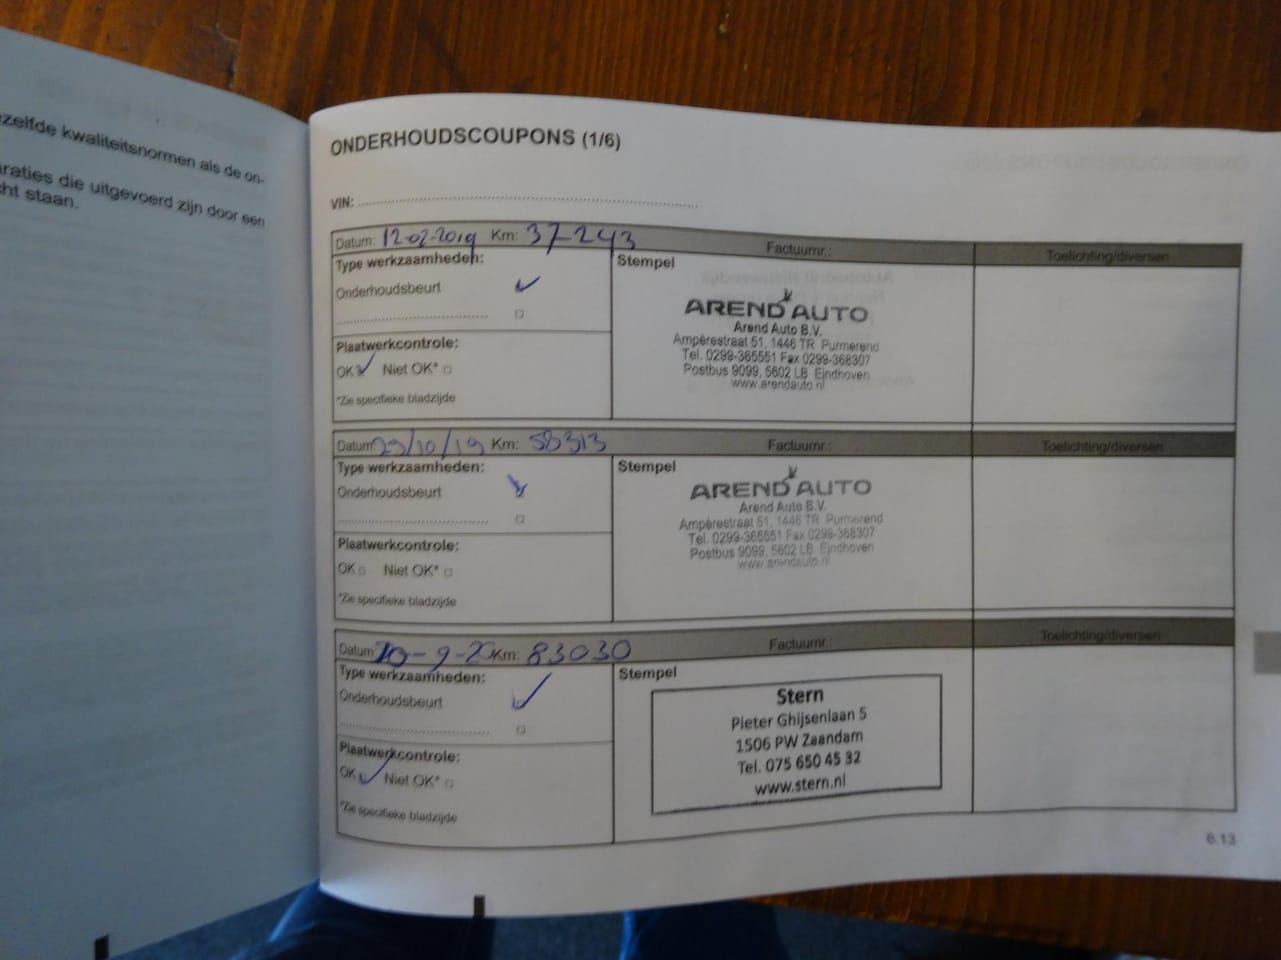 zelfde kwaliteitsnormen als de on-
raties die uitgevoerd zijn door een
cht staan.
ONDERHOUDSCOUPONS (1/6)
VIN:
Datum: 12-02-2019 Km: 37243 Factuurnr.: Toelichting/diversen
Type werkzaamheden: Stempel
Onderhoudsbeurt
AREND AUTO
Arend Auto B.V.
Ampèrestraat 51, 1446 TR Purmerend
Tel. 0299-365551 Fax 0299-368307
Postbus 9099, 5602 LB Eindhoven
www.arendauto.nl
Plaatwerkcontrole:
OK Niet OK*
*Zie specifieke bladzijde
Datum: 29/10/19 Km: 58313 Factuurnr.: Toelichting/diversen
Type werkzaamheden: Stempel
Onderhoudsbeurt
AREND AUTO
Arend Auto B.V.
Ampèrestraat 51, 1446 TR Purmerend
Tel. 0299-365551 Fax 0299-368307
Postbus 9099, 5602 LB Eindhoven
www.arendauto.nl
Plaatwerkcontrole:
OK Niet OK*
*Zie specifieke bladzijde
Datum: 10-9-20 Km: 83030 Factuurnr.: Toelichting/diversen
Type werkzaamheden: Stempel
Onderhoudsbeurt
Stern
Pieter Ghijsenlaan 5
1506 PW Zaandam
Tel. 075 650 45 32
www.stern.nl
Plaatwerkcontrole:
OK Niet OK*
*Zie specifieke bladzijde
6.13